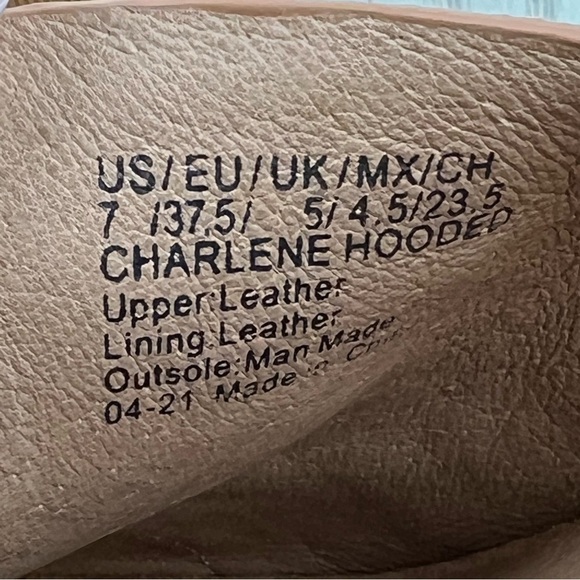 US/EU/UK/MX/CH
7 /37.5/ 5/ 4.5/23.5
CHARLENE HOODED
Upper:Leather
Lining:Leather
Outsole:Man Made
04-21 Made in China